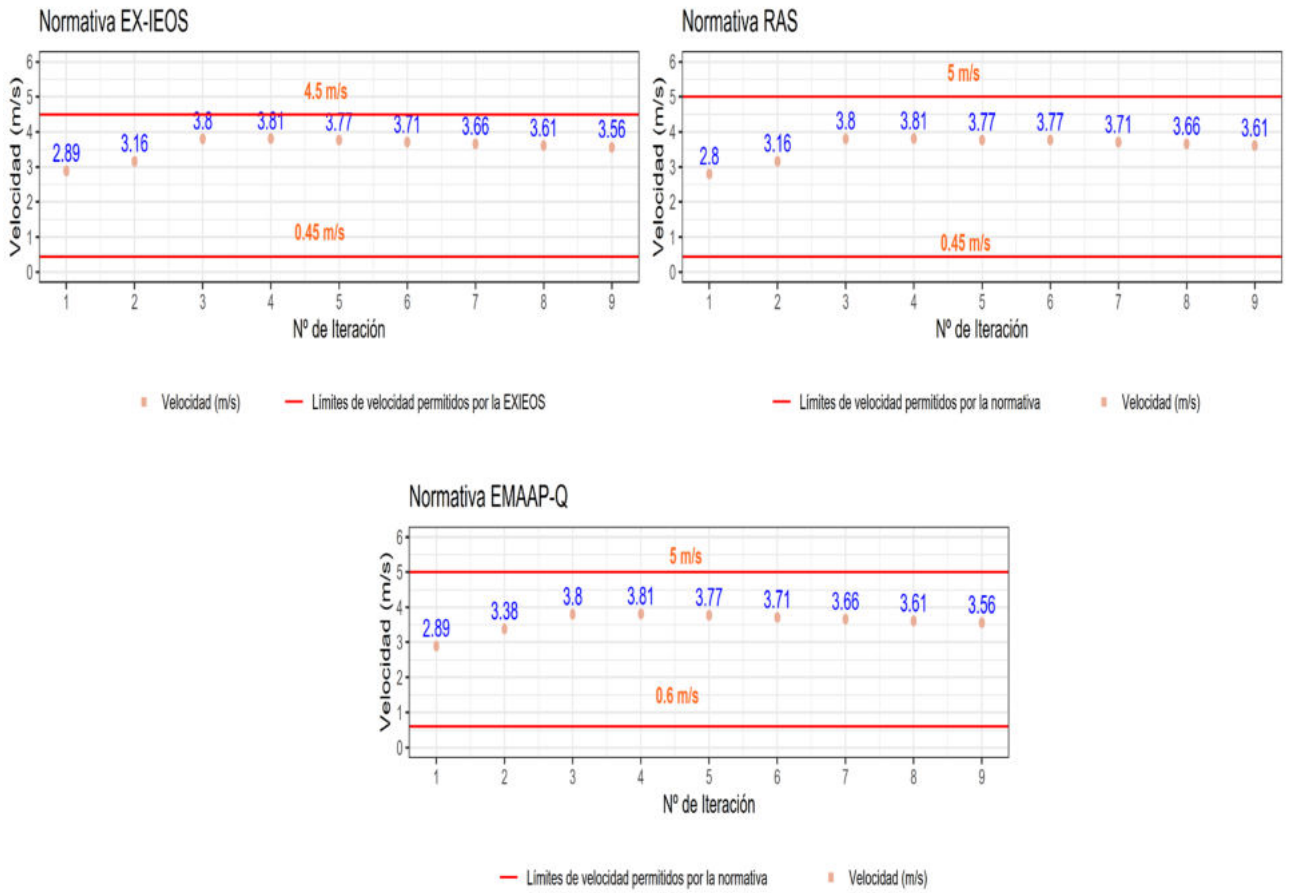 Normativa EX-IEOS
Velocidad (m/s)
6
5
4
3
2
1
0
4.5 m/s
2.89 3.16 3.8 3.81 3.77 3.71 3.66 3.61 3.56
0.45 m/s
1 2 3 4 5 6 7 8 9
Nº de Iteración
Velocidad (m/s) Límites de velocidad permitidos por la EXIEOS
Normativa RAS
Velocidad (m/s)
6
5
4
3
2
1
0
5 m/s
2.8 3.16 3.8 3.81 3.77 3.77 3.71 3.66 3.61
0.45 m/s
1 2 3 4 5 6 7 8 9
Nº de Iteración
Límites de velocidad permitidos por la normativa Velocidad (m/s)
Normativa EMAAP-Q
Velocidad (m/s)
6
5
4
3
2
1
0
5 m/s
2.89 3.38 3.8 3.81 3.77 3.71 3.66 3.61 3.56
0.6 m/s
1 2 3 4 5 6 7 8 9
Nº de Iteración
Límites de velocidad permitidos por la normativa Velocidad (m/s)